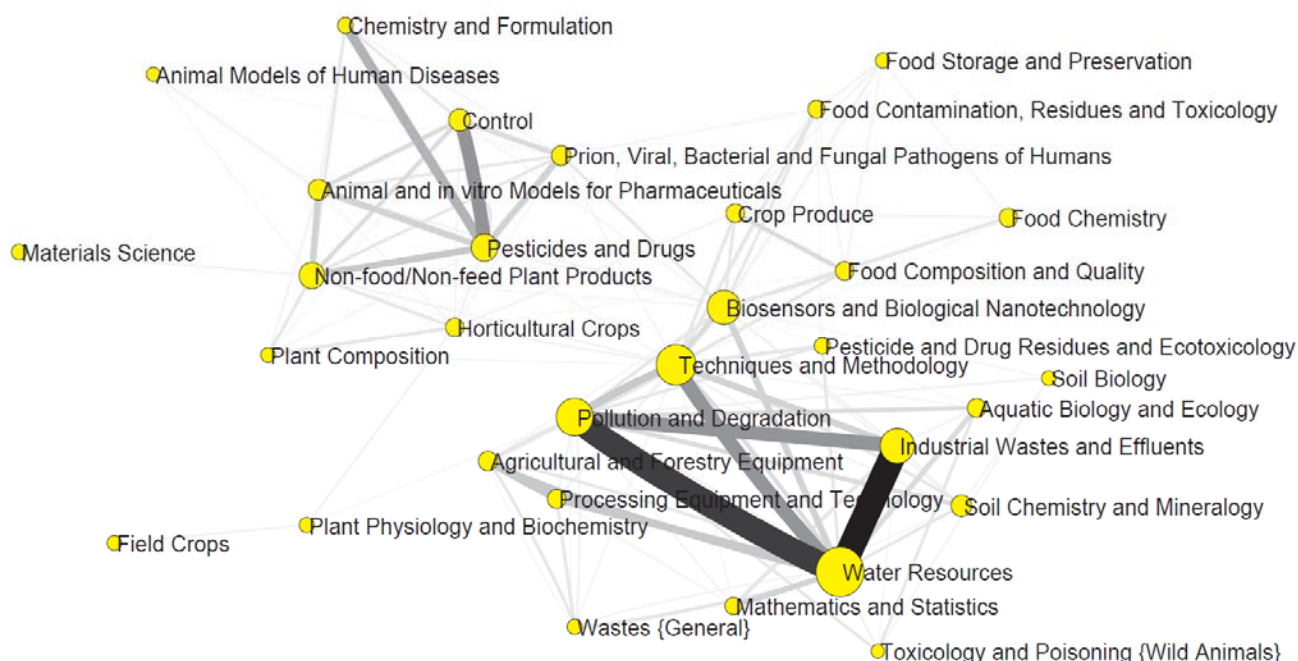 Chemistry and Formulation
Food Storage and Preservation
Animal Models of Human Diseases
Food Contamination, Residues and Toxicology
Control
Prion, Viral, Bacterial and Fungal Pathogens of Humans
Animal and in vitro Models for Pharmaceuticals
Crop Produce
Food Chemistry
Pesticides and Drugs
Materials Science
Non-food/Non-feed Plant Products
Food Composition and Quality
Biosensors and Biological Nanotechnology
Horticultural Crops
Pesticide and Drug Residues and Ecotoxicology
Plant Composition
Techniques and Methodology
Soil Biology
Aquatic Biology and Ecology
Pollution and Degradation
Industrial Wastes and Effluents
Agricultural and Forestry Equipment
Processing Equipment and Technology
Soil Chemistry and Mineralogy
Plant Physiology and Biochemistry
Field Crops
Water Resources
Mathematics and Statistics
Wastes {General}
Toxicology and Poisoning {Wild Animals}